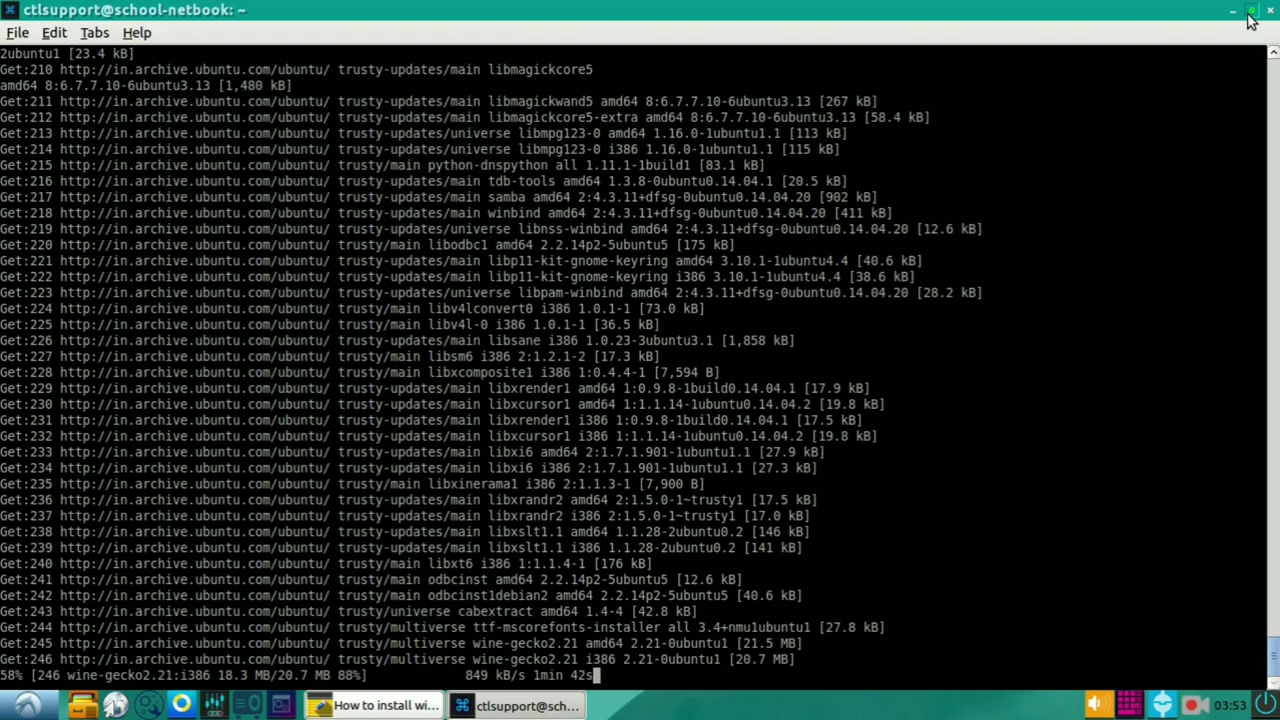 ctlsupport@school-netbook: ~
File Edit Tabs Help
2ubuntu1 [23.4 kB]
Get:210 http://in.archive.ubuntu.com/ubuntu/ trusty-updates/main libmagickcore5
amd64 8:6.7.7.10-6ubuntu3.13 [1,480 kB]
Get:211 http://in.archive.ubuntu.com/ubuntu/ trusty-updates/main libmagickwand5 amd64 8:6.7.7.10-6ubuntu3.13 [267 kB]
Get:212 http://in.archive.ubuntu.com/ubuntu/ trusty-updates/main libmagickcore5-extra amd64 8:6.7.7.10-6ubuntu3.13 [58.4 kB]
Get:213 http://in.archive.ubuntu.com/ubuntu/ trusty-updates/universe libmpg123-0 amd64 1.16.0-1ubuntu1.1 [113 kB]
Get:214 http://in.archive.ubuntu.com/ubuntu/ trusty-updates/universe libmpg123-0 i386 1.16.0-1ubuntu1.1 [115 kB]
Get:215 http://in.archive.ubuntu.com/ubuntu/ trusty/main python-dnspython all 1.11.1-1build1 [83.1 kB]
Get:216 http://in.archive.ubuntu.com/ubuntu/ trusty-updates/main tdb-tools amd64 1.3.8-0ubuntu0.14.04.1 [20.5 kB]
Get:217 http://in.archive.ubuntu.com/ubuntu/ trusty-updates/main samba amd64 2:4.3.11+dfsg-0ubuntu0.14.04.20 [902 kB]
Get:218 http://in.archive.ubuntu.com/ubuntu/ trusty-updates/main winbind amd64 2:4.3.11+dfsg-0ubuntu0.14.04.20 [411 kB]
Get:219 http://in.archive.ubuntu.com/ubuntu/ trusty-updates/universe libnss-winbind amd64 2:4.3.11+dfsg-0ubuntu0.14.04.20 [12.6 kB]
Get:220 http://in.archive.ubuntu.com/ubuntu/ trusty/main libodbc1 amd64 2.2.14p2-5ubuntu5 [175 kB]
Get:221 http://in.archive.ubuntu.com/ubuntu/ trusty/main libp11-kit-gnome-keyring amd64 3.10.1-1ubuntu4.4 [40.6 kB]
Get:222 http://in.archive.ubuntu.com/ubuntu/ trusty/main libp11-kit-gnome-keyring i386 3.10.1-1ubuntu4.4 [38.6 kB]
Get:223 http://in.archive.ubuntu.com/ubuntu/ trusty-updates/universe libpam-winbind amd64 2:4.3.11+dfsg-0ubuntu0.14.04.20 [28.2 kB]
Get:224 http://in.archive.ubuntu.com/ubuntu/ trusty/main libv4lconvert0 i386 1.0.1-1 [73.0 kB]
Get:225 http://in.archive.ubuntu.com/ubuntu/ trusty/main libv4l-0 i386 1.0.1-1 [36.5 kB]
Get:226 http://in.archive.ubuntu.com/ubuntu/ trusty-updates/main libsane i386 1.0.23-3ubuntu3.1 [1,858 kB]
Get:227 http://in.archive.ubuntu.com/ubuntu/ trusty/main libsm6 i386 2:1.2.1-2 [17.3 kB]
Get:228 http://in.archive.ubuntu.com/ubuntu/ trusty/main libxcomposite1 i386 1:0.4.4-1 [7,594 B]
Get:229 http://in.archive.ubuntu.com/ubuntu/ trusty-updates/main libxrender1 amd64 1:0.9.8-1build0.14.04.1 [17.9 kB]
Get:230 http://in.archive.ubuntu.com/ubuntu/ trusty-updates/main libxcursor1 amd64 1:1.1.14-1ubuntu0.14.04.2 [19.8 kB]
Get:231 http://in.archive.ubuntu.com/ubuntu/ trusty-updates/main libxrender1 i386 1:0.9.8-1build0.14.04.1 [17.5 kB]
Get:232 http://in.archive.ubuntu.com/ubuntu/ trusty-updates/main libxcursor1 i386 1:1.1.14-1ubuntu0.14.04.2 [19.8 kB]
Get:233 http://in.archive.ubuntu.com/ubuntu/ trusty-updates/main libxi6 amd64 2:1.7.1.901-1ubuntu1.1 [27.9 kB]
Get:234 http://in.archive.ubuntu.com/ubuntu/ trusty-updates/main libxi6 i386 2:1.7.1.901-1ubuntu1.1 [27.3 kB]
Get:235 http://in.archive.ubuntu.com/ubuntu/ trusty/main libxinerama1 i386 2:1.1.3-1 [7,900 B]
Get:236 http://in.archive.ubuntu.com/ubuntu/ trusty-updates/main libxrandr2 amd64 2:1.5.0-1~trusty1 [17.5 kB]
Get:237 http://in.archive.ubuntu.com/ubuntu/ trusty-updates/main libxrandr2 i386 2:1.5.0-1~trusty1 [17.0 kB]
Get:238 http://in.archive.ubuntu.com/ubuntu/ trusty-updates/main libxslt1.1 amd64 1.1.28-2ubuntu0.2 [146 kB]
Get:239 http://in.archive.ubuntu.com/ubuntu/ trusty-updates/main libxslt1.1 i386 1.1.28-2ubuntu0.2 [141 kB]
Get:240 http://in.archive.ubuntu.com/ubuntu/ trusty/main libxt6 i386 1:1.1.4-1 [176 kB]
Get:241 http://in.archive.ubuntu.com/ubuntu/ trusty/main odbcinst amd64 2.2.14p2-5ubuntu5 [12.6 kB]
Get:242 http://in.archive.ubuntu.com/ubuntu/ trusty/main odbcinst1debian2 amd64 2.2.14p2-5ubuntu5 [40.6 kB]
Get:243 http://in.archive.ubuntu.com/ubuntu/ trusty/universe cabextract amd64 1.4-4 [42.8 kB]
Get:244 http://in.archive.ubuntu.com/ubuntu/ trusty/multiverse ttf-mscorefonts-installer all 3.4+nmu1ubuntu1 [27.8 kB]
Get:245 http://in.archive.ubuntu.com/ubuntu/ trusty/multiverse wine-gecko2.21 amd64 2.21-0ubuntu1 [21.5 MB]
Get:246 http://in.archive.ubuntu.com/ubuntu/ trusty/multiverse wine-gecko2.21 i386 2.21-0ubuntu1 [20.7 MB]
58% [246 wine-gecko2.21:i386 18.3 MB/20.7 MB 88%] 849 kB/s 1min 42s
How to install wi... ctlsupport@sch... 03:53